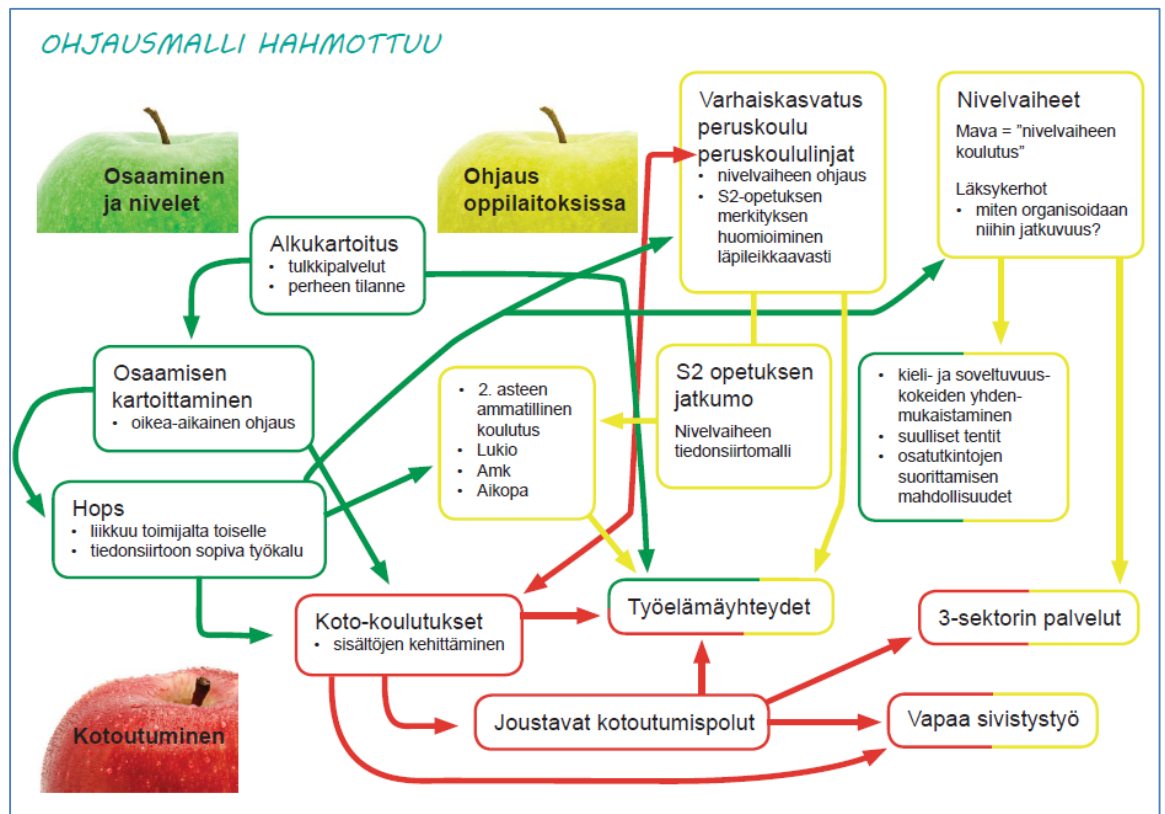 OHJAUSMALLI HAHMOTTUU
Osaaminen
ja nivelet
Ohjaus
oppilaitoksissa
Varhaiskasvatus
peruskoulu
peruskoululinjat
• nivelvaiheen ohjaus
• S2-opetuksen
merkityksen
huomioiminen
läpileikkaavasti
Nivelvaiheet
Mava = "nivelvaiheen
koulutus"
Läksykerhot
• miten organisoidaan
niihin jatkuvuus?
Alkukartoitus
• tulkkipalvelut
• perheen tilanne
Osaamisen
kartoittaminen
• oikea-aikainen ohjaus
• 2. asteen
ammatillinen
koulutus
• Lukio
• Amk
• Aikopa
S2 opetuksen
jatkumo
Nivelvaiheen
tiedonsiirtomalli
• kieli- ja soveltuvuus-
kokeiden yhden-
mukaistaminen
• suulliset tentit
• osatutkintojen
suorittamisen
mahdollisuudet
Hops
• liikkuu toimijalta toiselle
• tiedonsiirtoon sopiva työkalu
Koto-koulutukset
• sisältöjen kehittäminen
Työelämäyhteydet
3-sektorin palvelut
Kotoutuminen
Joustavat kotoutumispolut
Vapaa sivistystyö